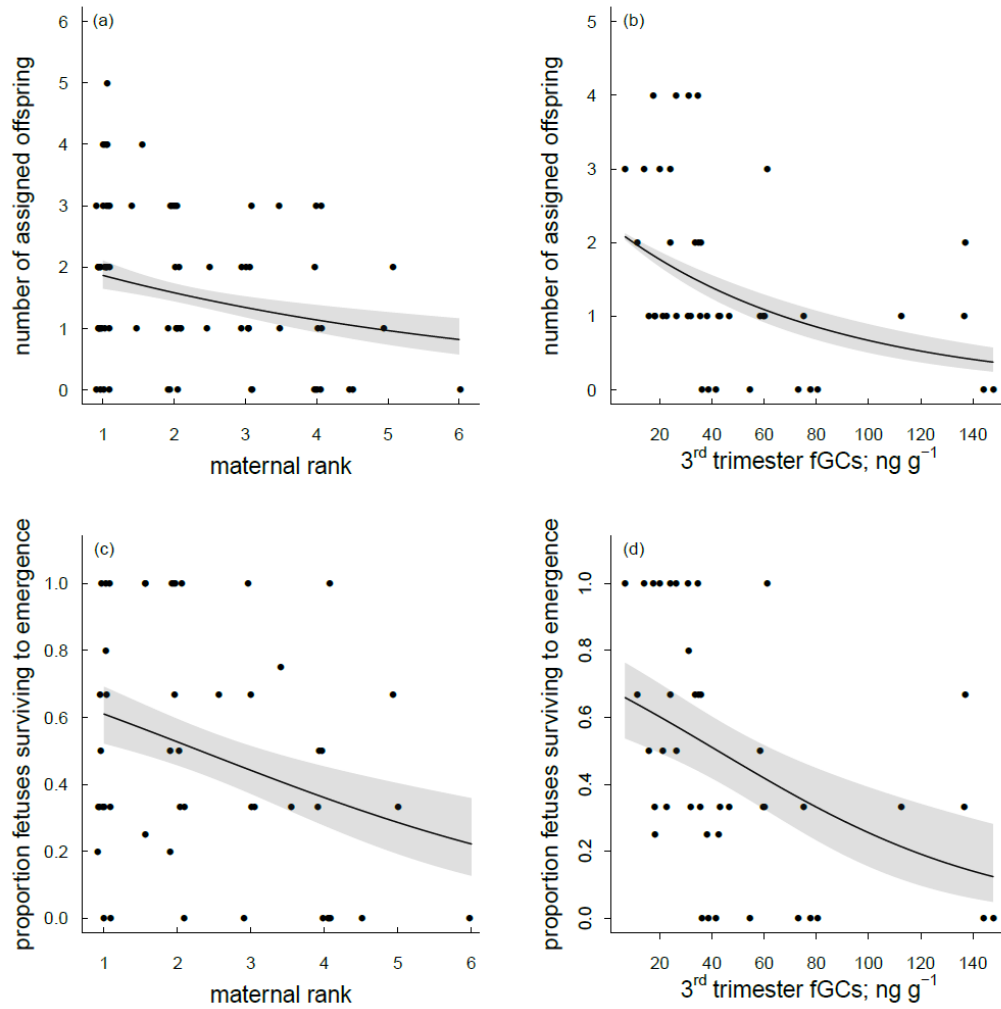 (a)
number of assigned offspring
6
5
4
3
2
1
0
1 2 3 4 5 6
maternal rank
(b)
number of assigned offspring
5
4
3
2
1
0
20 40 60 80 100 120 140
3rd trimester fGCs; ng g−1
(c)
proportion fetuses surviving to emergence
1.0
0.8
0.6
0.4
0.2
0.0
1 2 3 4 5 6
maternal rank
(d)
proportion fetuses surviving to emergence
1.0
0.8
0.6
0.4
0.2
0.0
20 40 60 80 100 120 140
3rd trimester fGCs; ng g−1